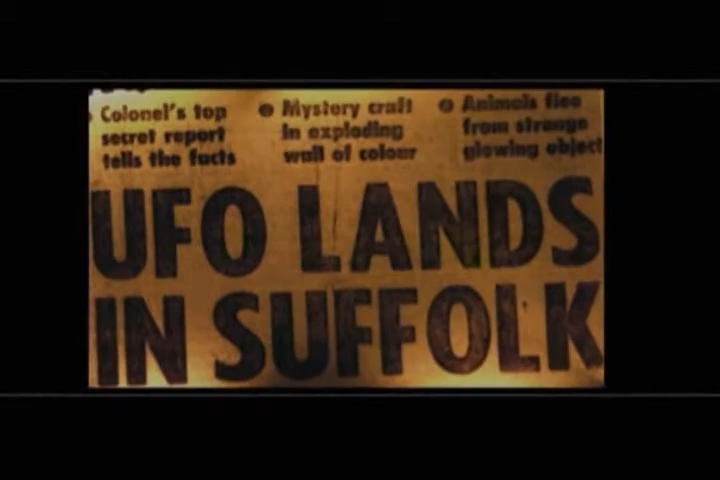 Colonel's top
secret report
tells the facts
Mystery craft
in exploding
wall of colour
Animals flee
from strange
glowing object
UFO LANDS
IN SUFFOLK